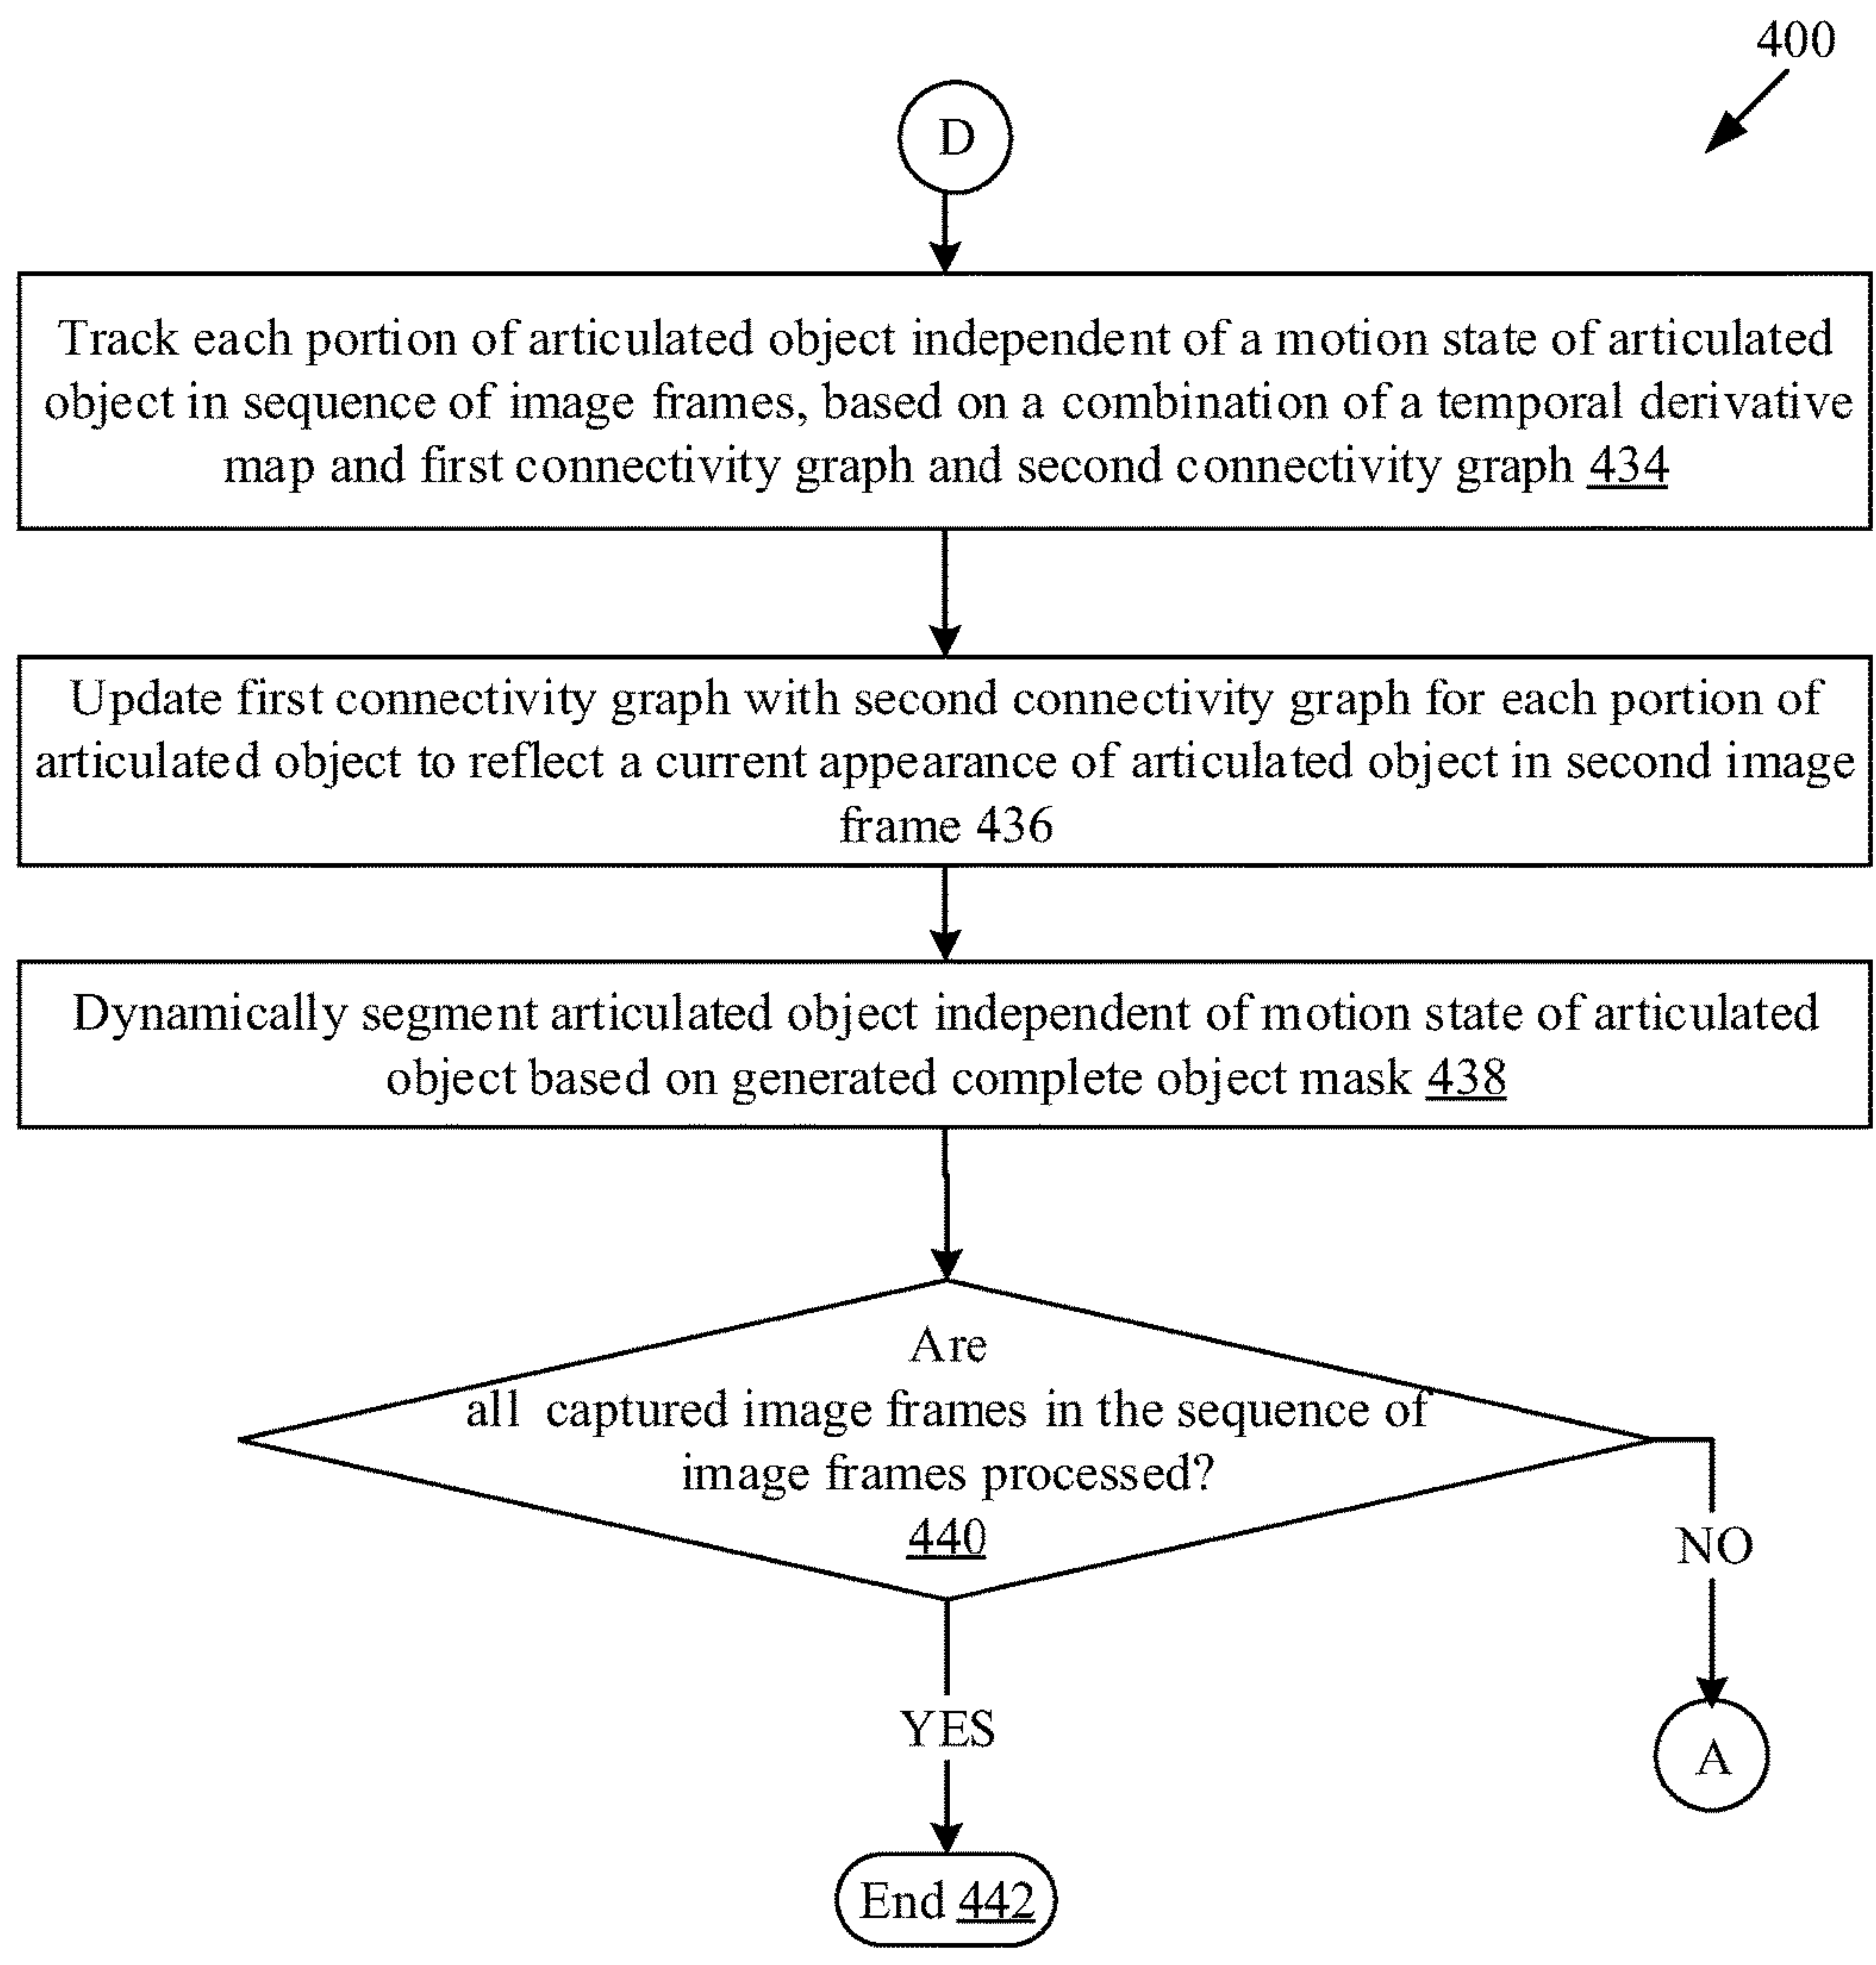 400
D
Track each portion of articulated object independent of a motion state of articulated
object in sequence of image frames, based on a combination of a temporal derivative
map and first connectivity graph and second connectivity graph 434
Update first connectivity graph with second connectivity graph for each portion of
articulated object to reflect a current appearance of articulated object in second image
frame 436
Dynamically segment articulated object independent of motion state of articulated
object based on generated complete object mask 438
Are
all captured image frames in the sequence of
image frames processed?
440
NO
YES
A
End 442